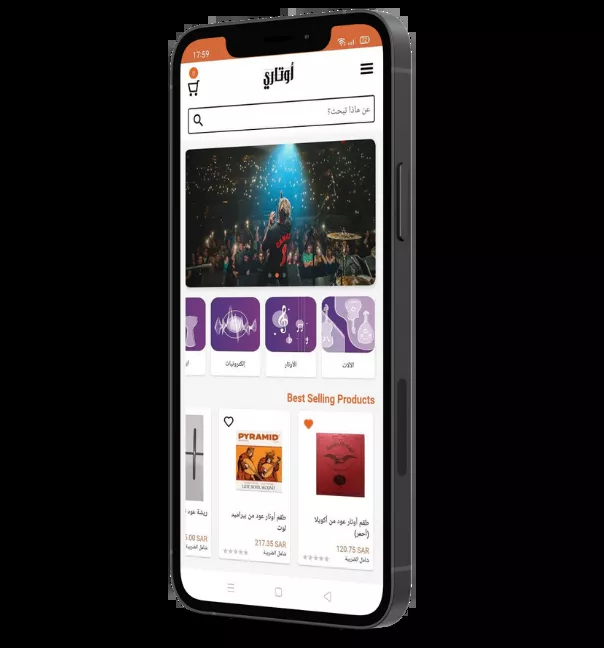 17:59
0
أوتاري
عن ماذا تبحث؟
الآلات
الأوتار
إلكترونيات
Best Selling Products
PYRAMID
طقم أوتار عود من أكويلا
(أحمر)
120.75 SAR
شامل الضريبة
طقم أوتار عود من بيراميد
لوت
217.35 SAR
شامل الضريبة
ريشة عود
5.00 SAR
شامل الضريبة